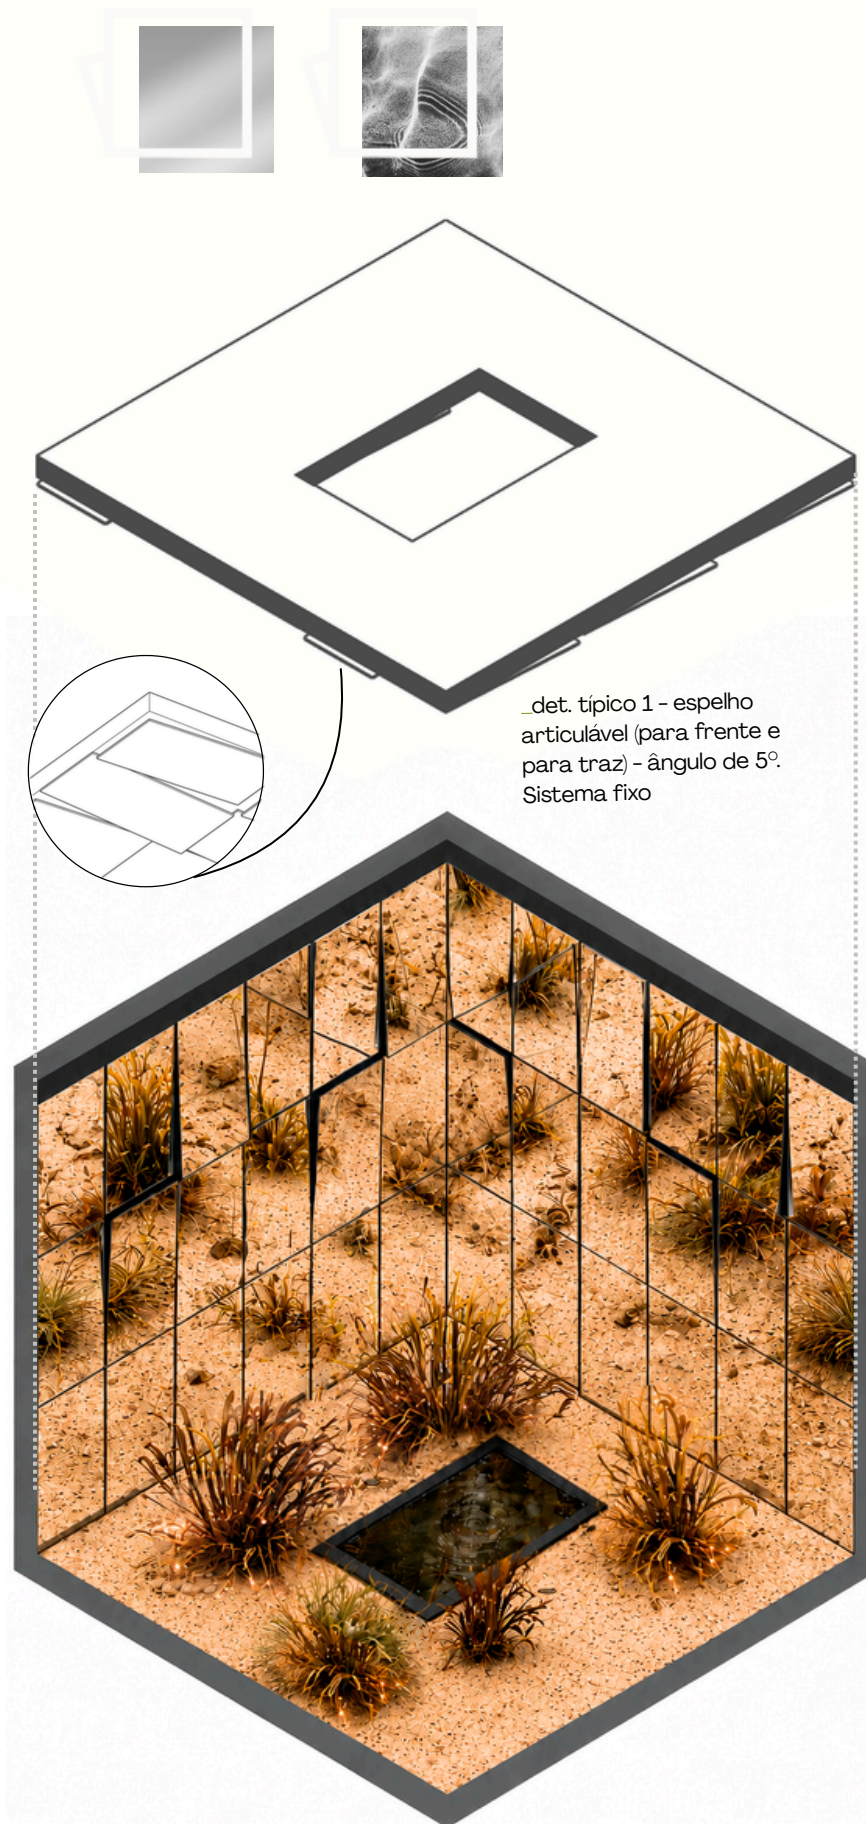 _det. típico 1 - espelho
articulável (para frente e
para traz) - ângulo de 5º.
Sistema fixo